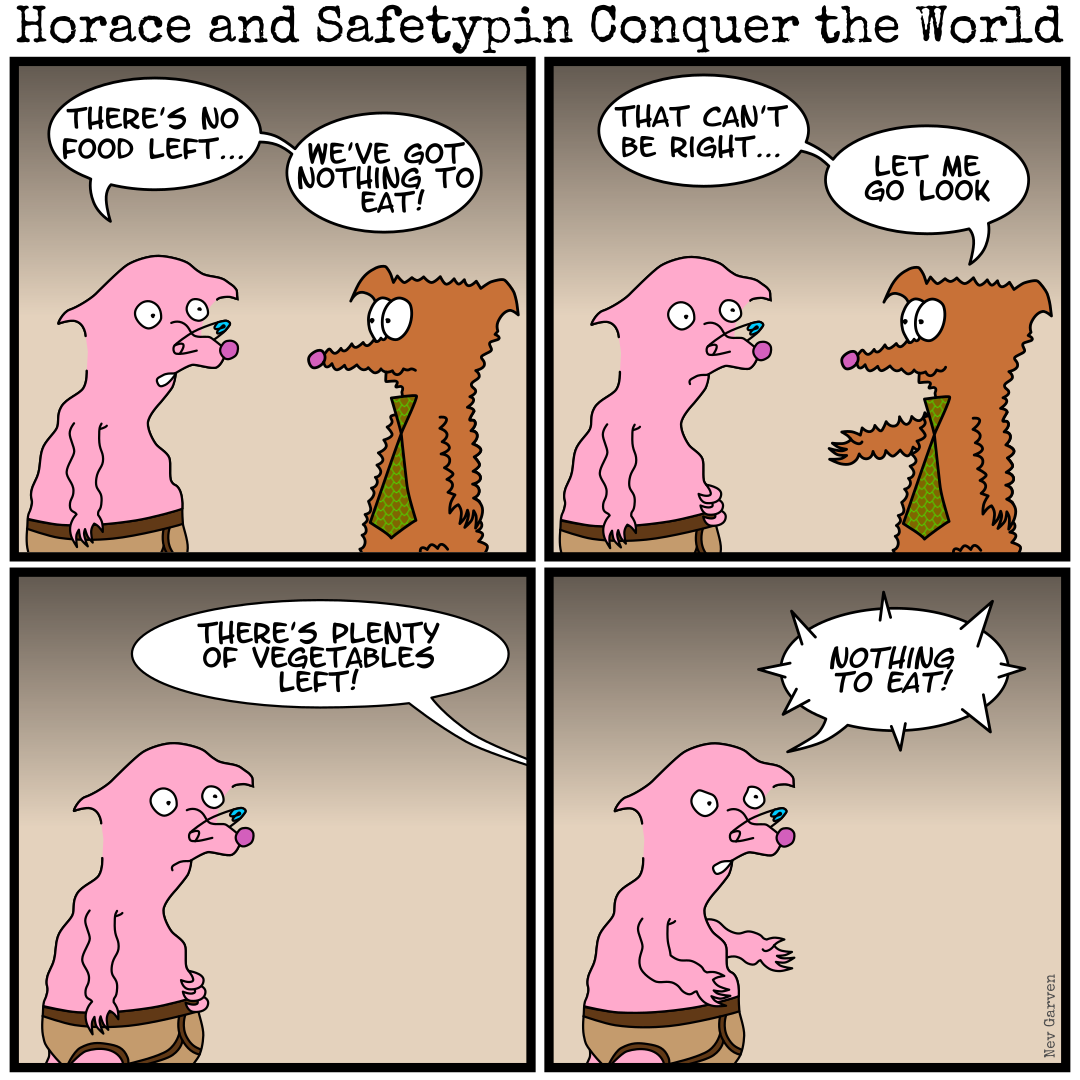 Horace and Safetypin Conquer the World
THERE'S NO
FOOD LEFT...
WE'VE GOT
NOTHING TO
EAT!
THAT CAN'T
BE RIGHT...
LET ME
GO LOOK
THERE'S PLENTY
OF VEGETABLES
LEFT!
NOTHING
TO EAT!
Nev Garven